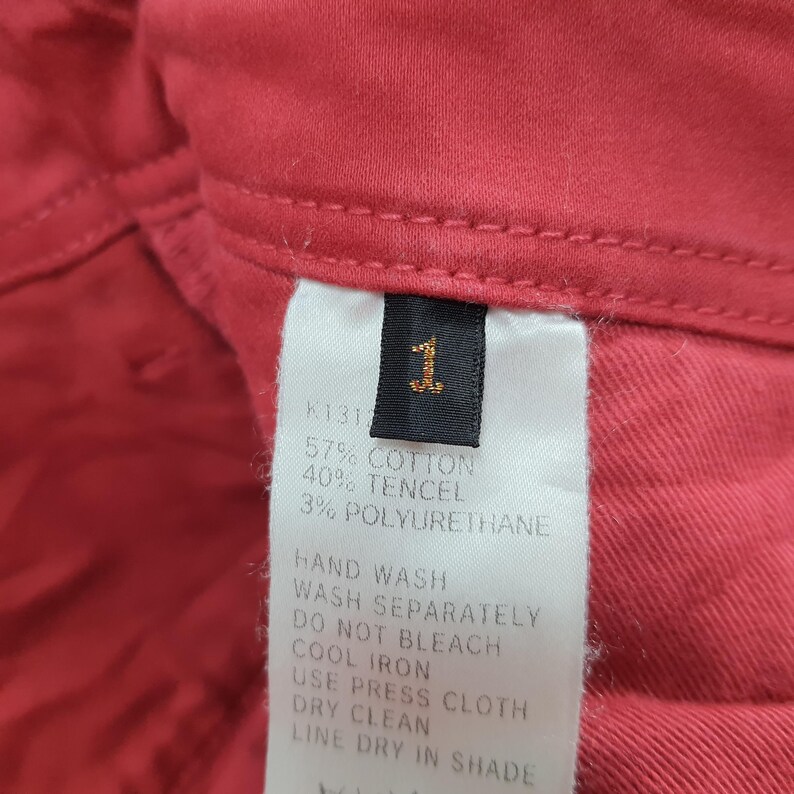 1
K131
57% COTTON
40% TENCEL
3% POLYURETHANE
HAND WASH
WASH SEPARATELY
DO NOT BLEACH
COOL IRON
USE PRESS CLOTH
DRY CLEAN
LINE DRY IN SHADE